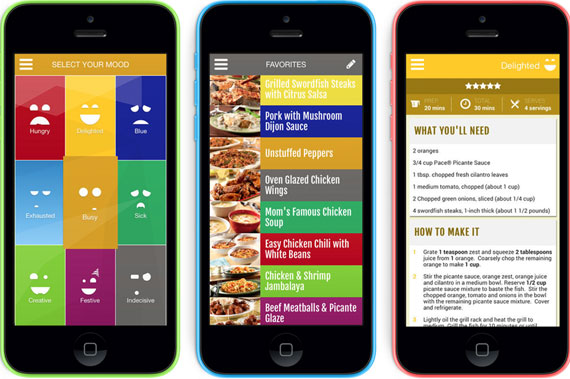 SELECT YOUR MOOD
Hungry
Delighted
Blue
Exhausted
Busy
Sick
Creative
Festive
Indecisive
FAVORITES
Grilled Swordfish Steaks
with Citrus Salsa
Pork with Mushroom
Dijon Sauce
Unstuffed Peppers
Oven Glazed Chicken
Wings
Mom's Famous Chicken
Soup
Easy Chicken Chili with
White Beans
Chicken & Shrimp
Jambalaya
Beef Meatballs & Picante
Glaze
Delighted
PREP
20 mins
TOTAL
30 mins
SERVES
4 servings
WHAT YOU'LL NEED
2 oranges
3/4 cup Pace® Picante Sauce
1 tbsp. chopped fresh cilantro leaves
1 medium tomato, chopped (about 1 cup)
2 Chopped green onions, sliced (about 1/4 cup)
4 swordfish steaks, 1-inch thick (about 1 1/2 pounds)
HOW TO MAKE IT
1 Grate 1 teaspoon zest and squeeze 2 tablespoons
juice from 1 orange. Coarsely chop the remaining
orange to make 1 cup.
2 Stir the picante sauce, orange zest, orange juice
and cilantro in a medium bowl. Reserve 1/2 cup
picante sauce mixture to baste the fish. Stir the
chopped orange, tomato and onions in the bowl
with the remaining picante sauce mixture. Cover
and refrigerate.
3 Lightly oil the grill rack and heat the grill to
medium. Grill the fish for 10 minutes or until